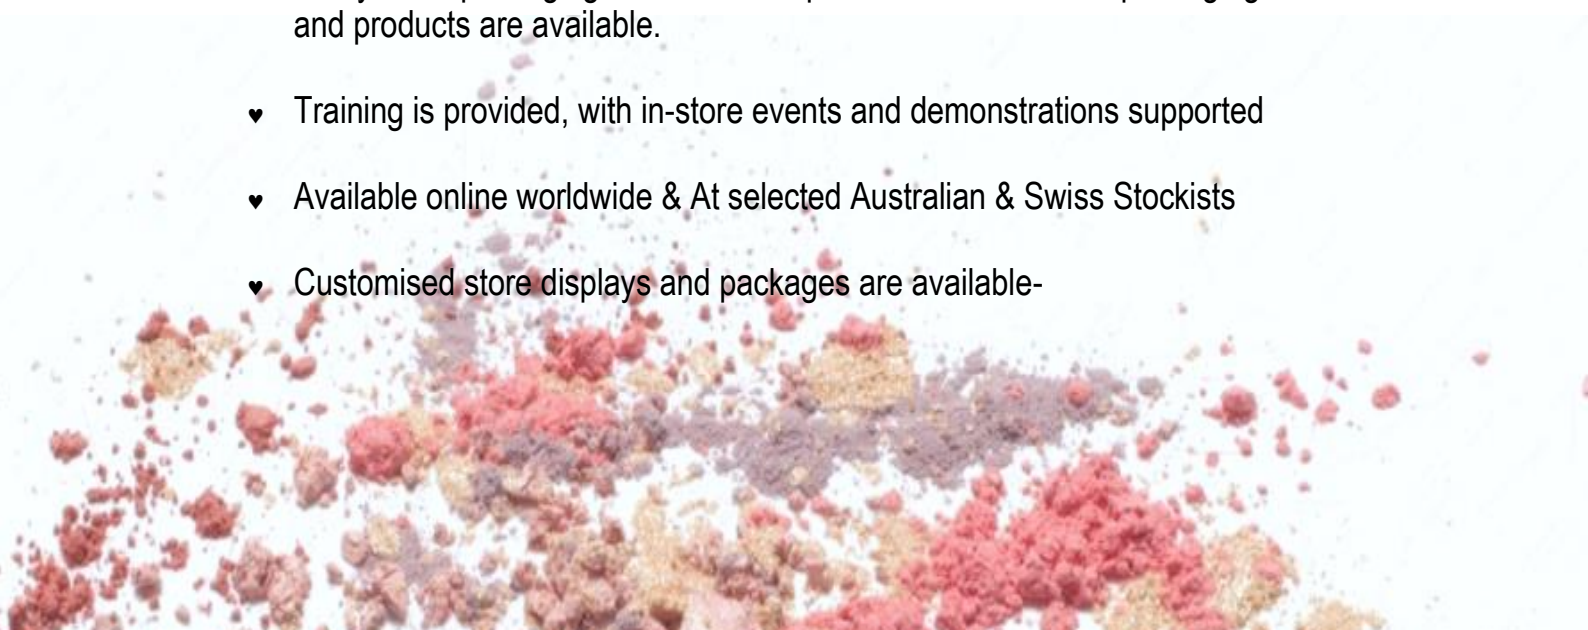 and products are available.
♥ Training is provided, with in-store events and demonstrations supported
♥ Available online worldwide & At selected Australian & Swiss Stockists
♥ Customised store displays and packages are available-